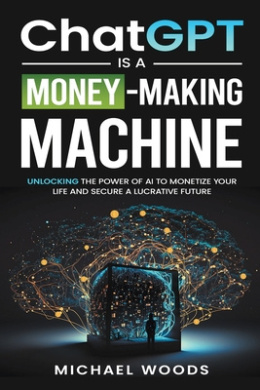 ChatGPT
IS A
MONEY-MAKING
MACHINE
UNLOCKING THE POWER OF AI TO MONETIZE YOUR
LIFE AND SECURE A LUCRATIVE FUTURE
MICHAEL WOODS